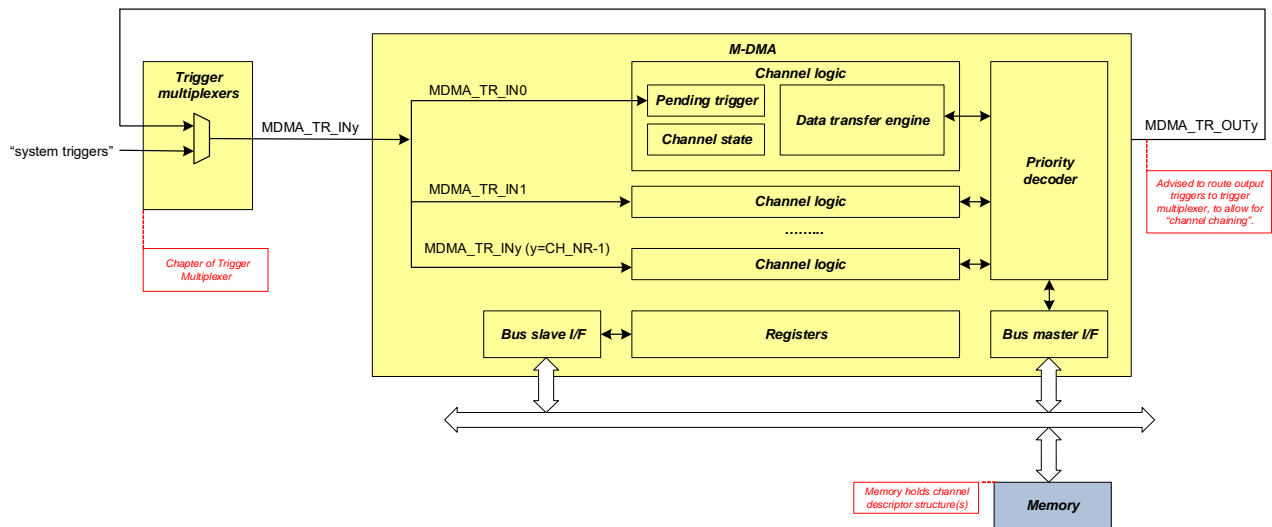 M-DMA
Trigger
multiplexers
"system triggers"
MDMA_TR_INy
MDMA_TR_IN0
Channel logic
Pending trigger
Channel state
Data transfer engine
MDMA_TR_IN1
Channel logic
.........
MDMA_TR_INy (y=CH_NR-1)
Channel logic
Priority
decoder
MDMA_TR_OUTy
Advised to route output
triggers to trigger
multiplexer, to allow for
"channel chaining".
Chapter of Trigger
Multiplexer
Bus slave I/F
Registers
Bus master I/F
Memory holds channel
descriptor structure(s)
Memory